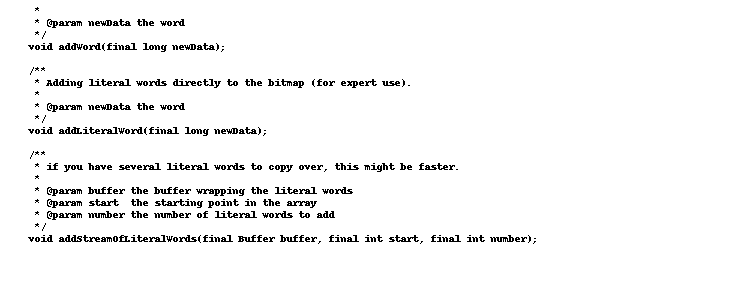 *
* @param newData the word
*/
void addWord(final long newData);
/**
* Adding literal words directly to the bitmap (for expert use).
*
* @param newData the word
*/
void addLiteralWord(final long newData);
/**
* if you have several literal words to copy over, this might be faster.
*
* @param buffer the buffer wrapping the literal words
* @param start  the starting point in the array
* @param number the number of literal words to add
*/
void addStreamOfLiteralWords(final Buffer buffer, final int start, final int number);